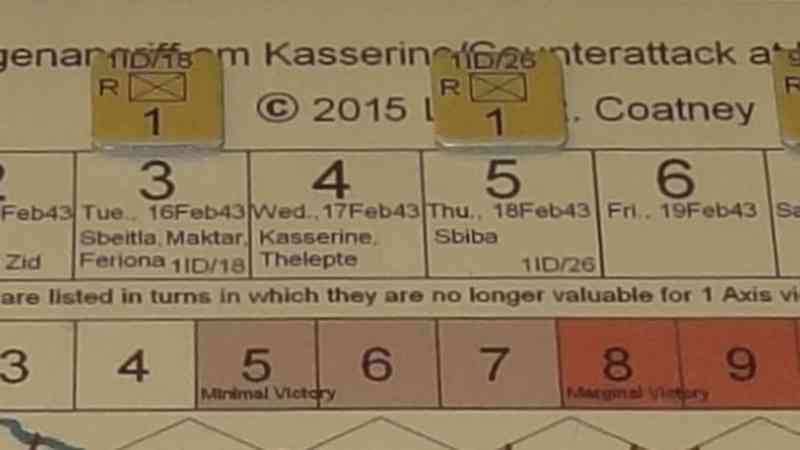 1ID/18 1ID/26
genangriff am Kasserine/Counterattack at
R R R
1 1
© 2015 L . Coatney
3 4 5 6
Feb43 Tue., 16Feb43 Wed., 17Feb43 Thu., 18Feb43 Fri., 19Feb43 Sa
Sbeitla, Maktar, Kasserine, Sbiba
Zid Feriona 1ID/18 Thelepte 1ID/26
are listed in turns in which they are no longer valuable for 1 Axis vi
3 4 5 6 7 8 9
Minimal Victory Marginal Victory